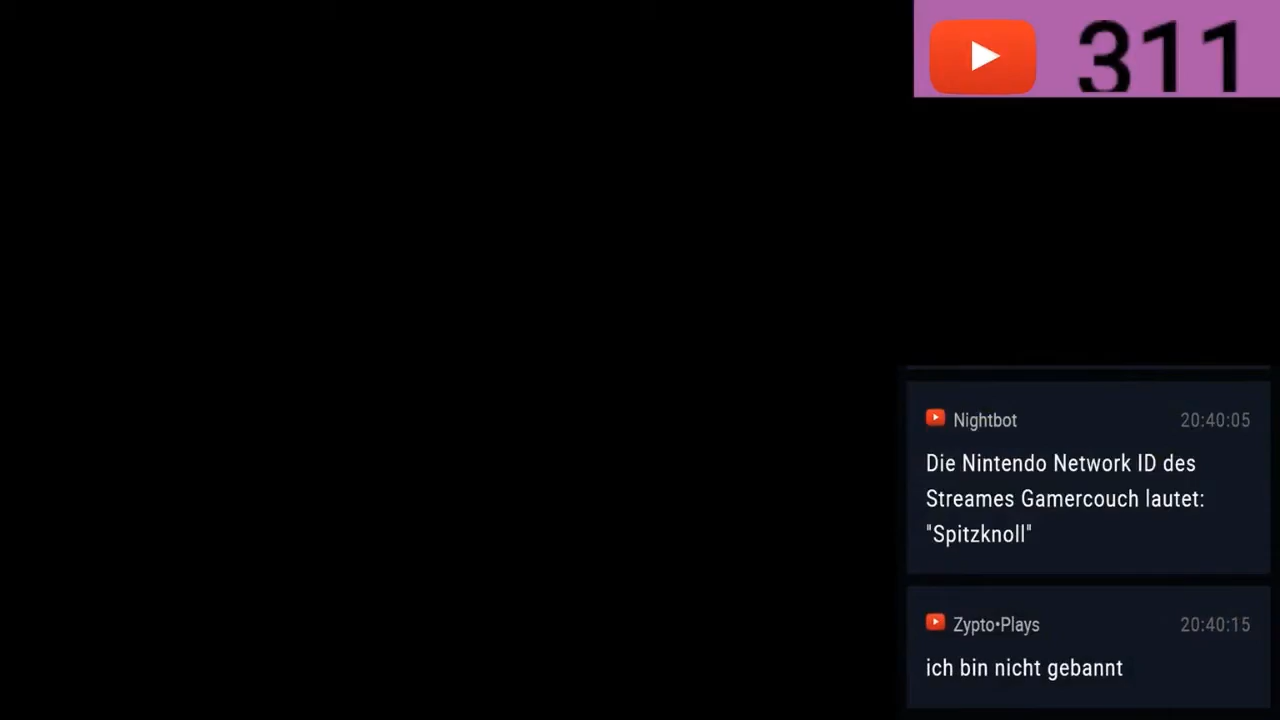 311
Nightbot 20:40:05
Die Nintendo Network ID des
Streames Gamercouch lautet:
"Spitzknoll"
Zypto•Plays 20:40:15
ich bin nicht gebannt